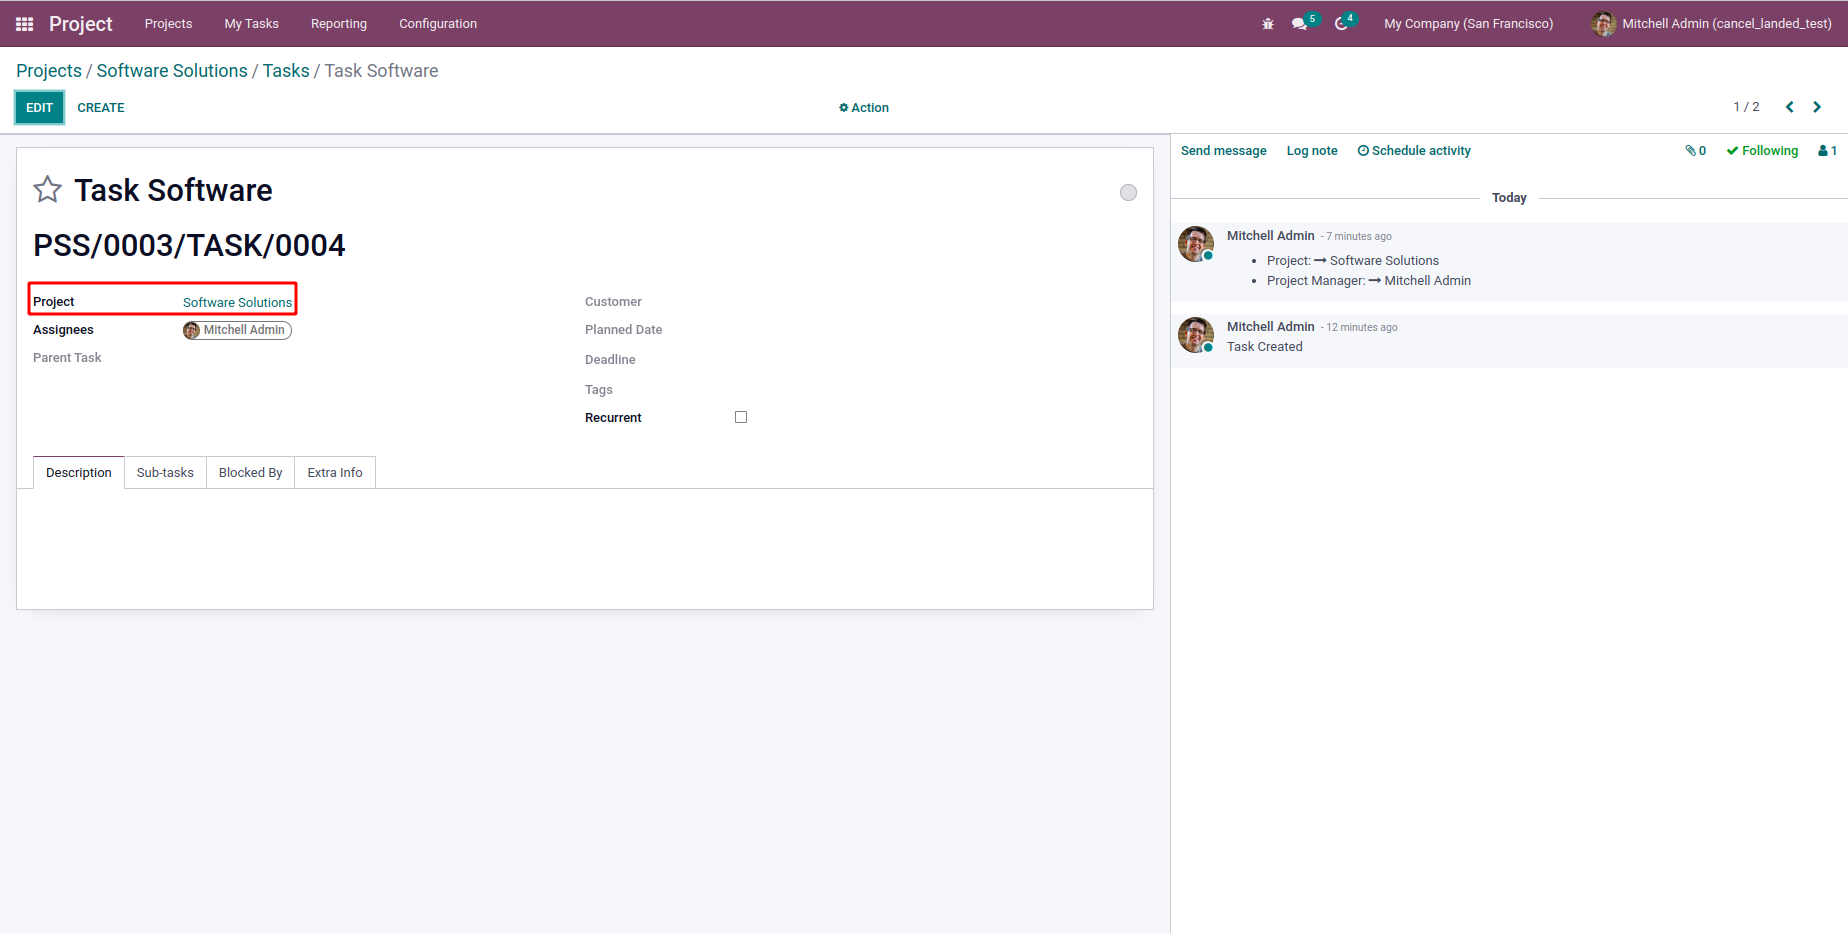 Project Projects My Tasks Reporting Configuration 5 4 My Company (San Francisco) Mitchell Admin (cancel_landed_test)
Projects / Software Solutions / Tasks / Task Software
EDIT CREATE Action 1 / 2
Task Software
PSS/0003/TASK/0004
Project Software Solutions
Assignees Mitchell Admin
Parent Task
Customer
Planned Date
Deadline
Tags
Recurrent
Description Sub-tasks Blocked By Extra Info
Send message Log note Schedule activity 0 Following 1
Today
Mitchell Admin - 7 minutes ago
• Project: → Software Solutions
• Project Manager: → Mitchell Admin
Mitchell Admin - 12 minutes ago
Task Created